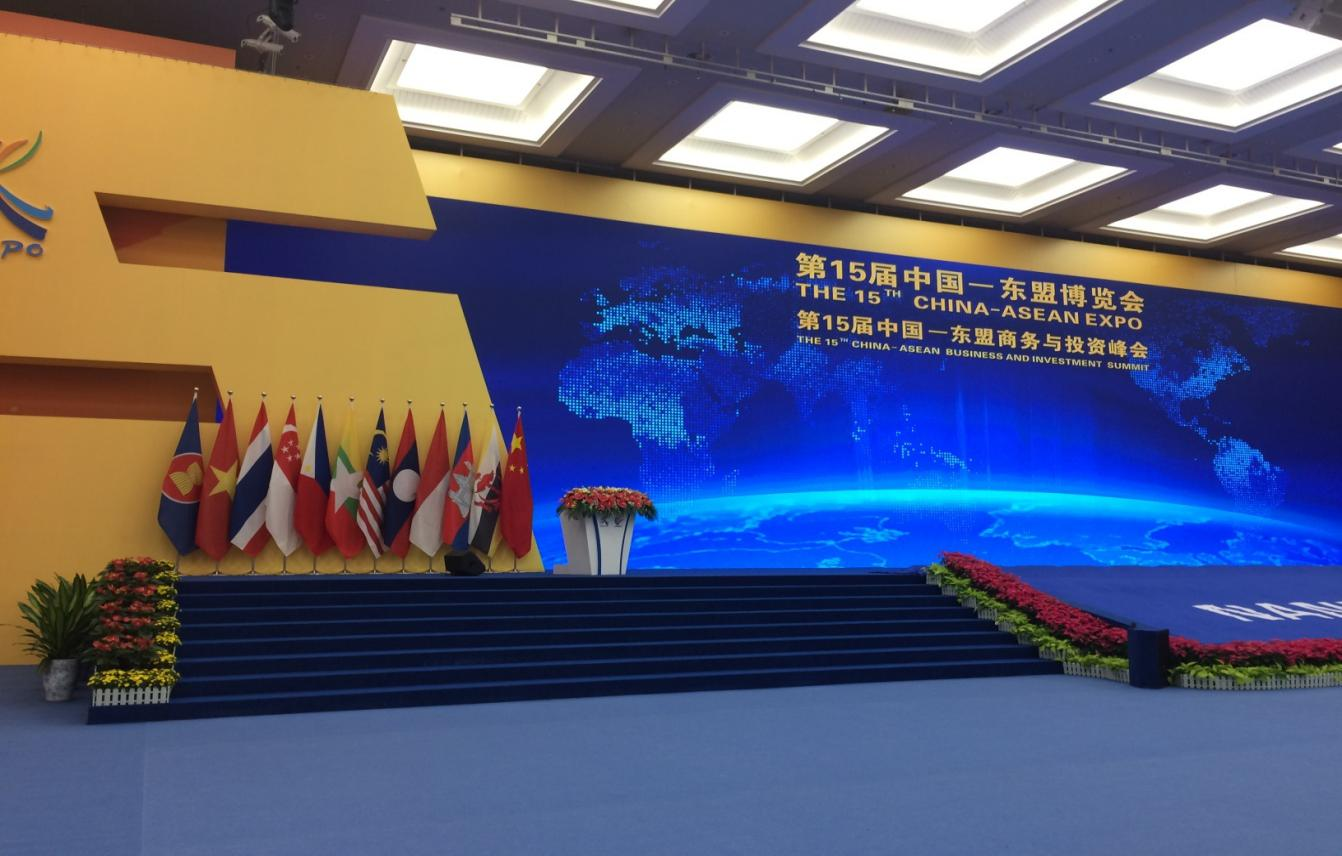 PO
第15届中国—东盟博览会
THE 15TH CHINA-ASEAN EXPO
第15届中国—东盟商务与投资峰会
THE 15TH CHINA-ASEAN BUSINESS AND INVESTMENT SUMMIT
NAN